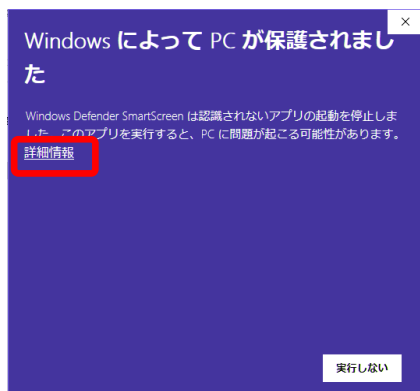 Windows によって PC が保護されまし
た
Windows Defender SmartScreen は認識されないアプリの起動を停止しま
した。このアプリを実行すると、PC に問題が起こる可能性があります。
詳細情報
実行しない